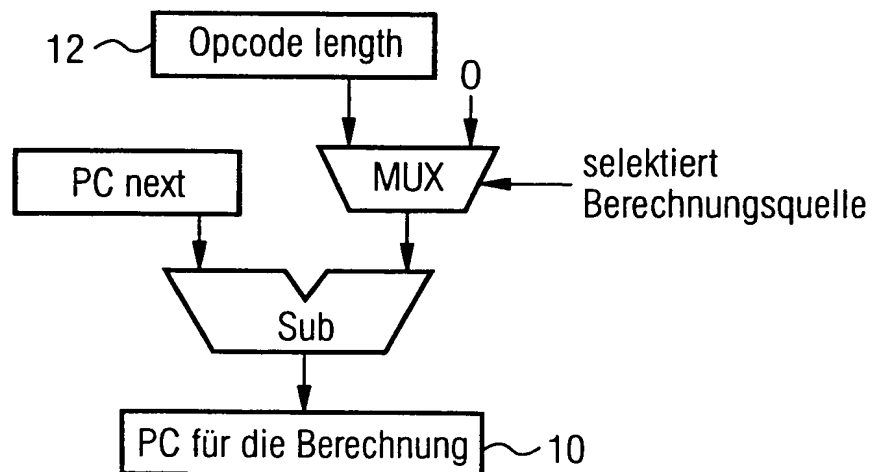 12
Opcode length
0
PC next
MUX
selektiert
Berechnungsquelle
Sub
PC für die Berechnung
10